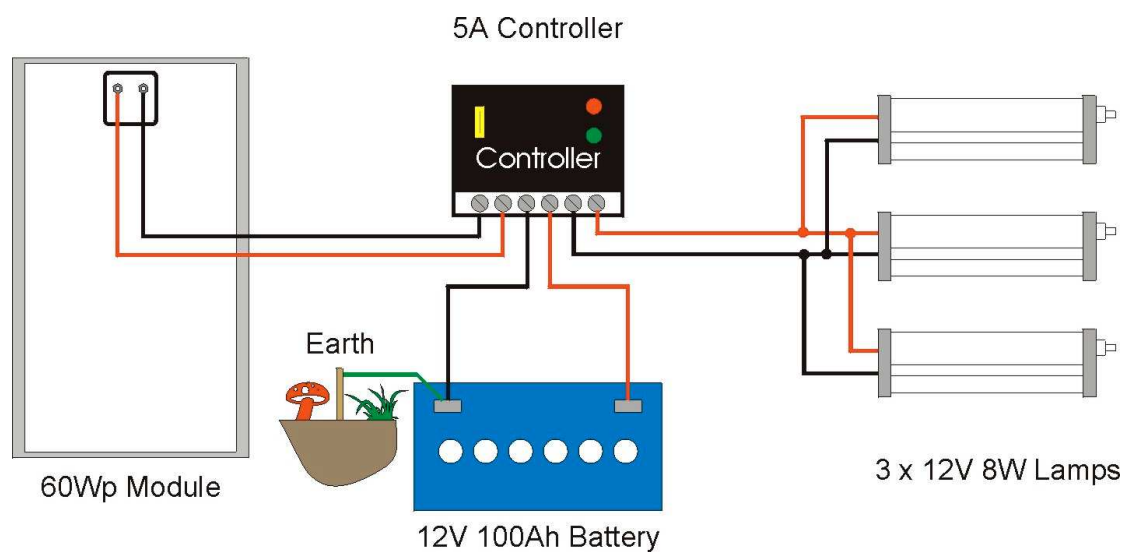 5A Controller
Controller
Earth
60Wp Module
3 x 12V 8W Lamps
12V 100Ah Battery